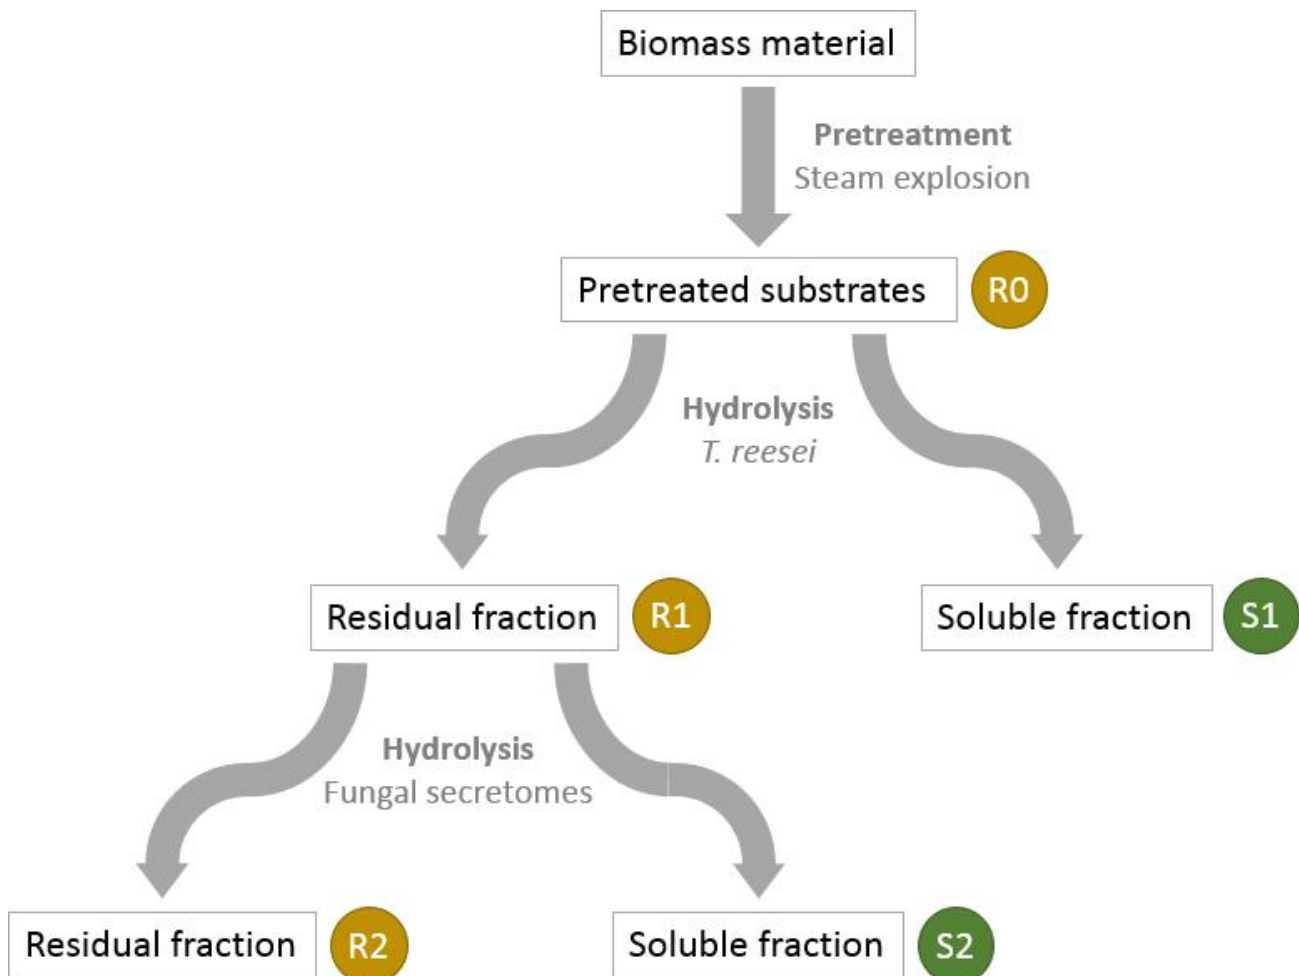 Biomass material
Pretreatment
Steam explosion
Pretreated substrates
R0
Hydrolysis
T. reesei
Residual fraction
R1
Soluble fraction
S1
Hydrolysis
Fungal secretomes
Residual fraction
R2
Soluble fraction
S2